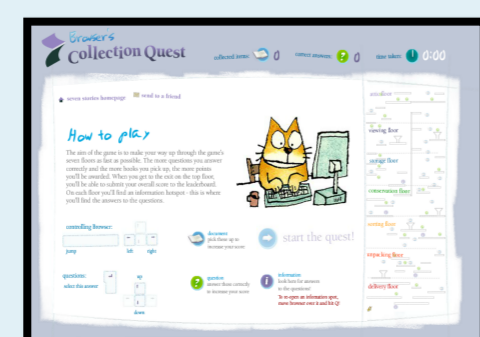 Browser's
Collection Quest
collected items: 0 correct answers: 0 time taken: 0:00
seven stories homepage send to a friend
How to play
The aim of the game is to make your way up through the game's
seven floors as fast as possible. The more questions you answer
correctly and the more books you pick up, the more points
you'll be awarded. When you get to the exit on the top floor,
you'll be able to submit your overall score to the leaderboard.
On each floor you'll find an information hotspot - this is where
you'll find the answers to the questions.
controlling Browser:
jump left right
questions:
select this answer
up
down
document
pick these up to
increase your score
start the quest!
question
answer them correctly
to increase your score
information
look here for answers
to the questions!
To re-open an information spot,
move Browser over it and hit Q!
viewing floor
storage floor
conservation floor
sorting floor
unpacking floor
delivery floor